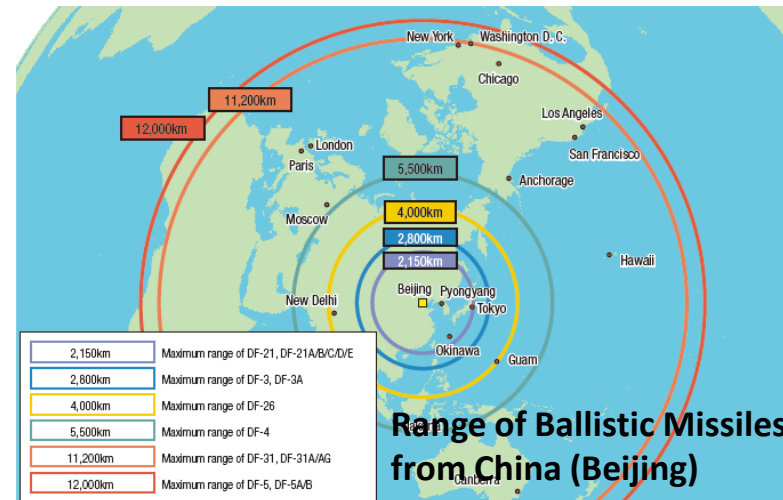 New York
Washington D. C.
Chicago
11,200km
12,000km
Los Angeles
San Francisco
London
Paris
5,500km
Anchorage
Moscow
4,000km
2,800km
2,150km
Hawaii
Beijing
Pyongyang
New Delhi
Tokyo
Okinawa
Guam
2,150km Maximum range of DF-21, DF-21A/B/C/D/E
2,800km Maximum range of DF-3, DF-3A
4,000km Maximum range of DF-26
5,500km Maximum range of DF-4
11,200km Maximum range of DF-31, DF-31A/AG
12,000km Maximum range of DF-5, DF-5A/B
Range of Ballistic Missiles
from China (Beijing)
Canberra